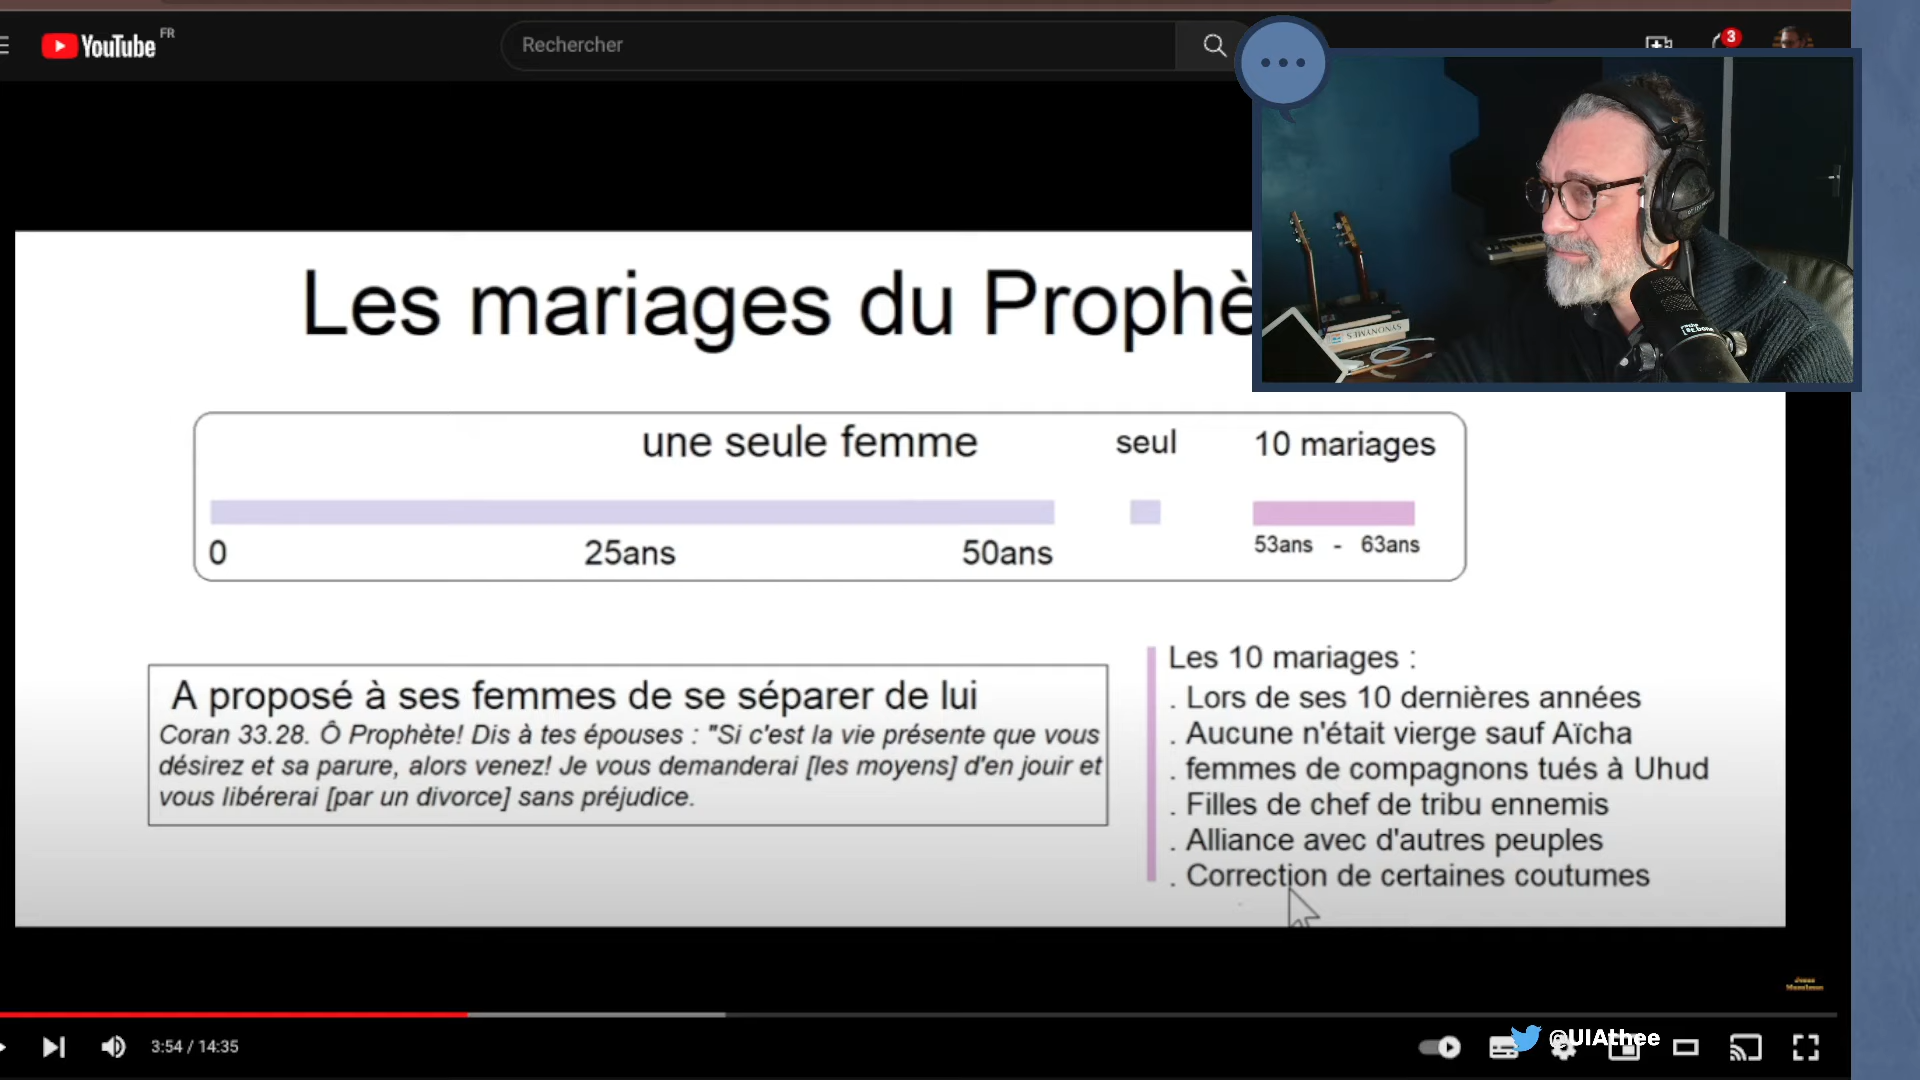 YouTube FR
Rechercher
3
Les mariages du Prophè
une seule femme
seul
10 mariages
0
25ans
50ans
53ans - 63ans
A proposé à ses femmes de se séparer de lui
Coran 33.28. Ô Prophète! Dis à tes épouses : "Si c'est la vie présente que vous
désirez et sa parure, alors venez! Je vous demanderai [les moyens] d'en jouir et
vous libérerai [par un divorce] sans préjudice.
Les 10 mariages :
. Lors de ses 10 dernières années
. Aucune n'était vierge sauf Aïcha
. femmes de compagnons tués à Uhud
. Filles de chef de tribu ennemis
. Alliance avec d'autres peuples
. Correction de certaines coutumes
3:54 / 14:35
@UIAthee